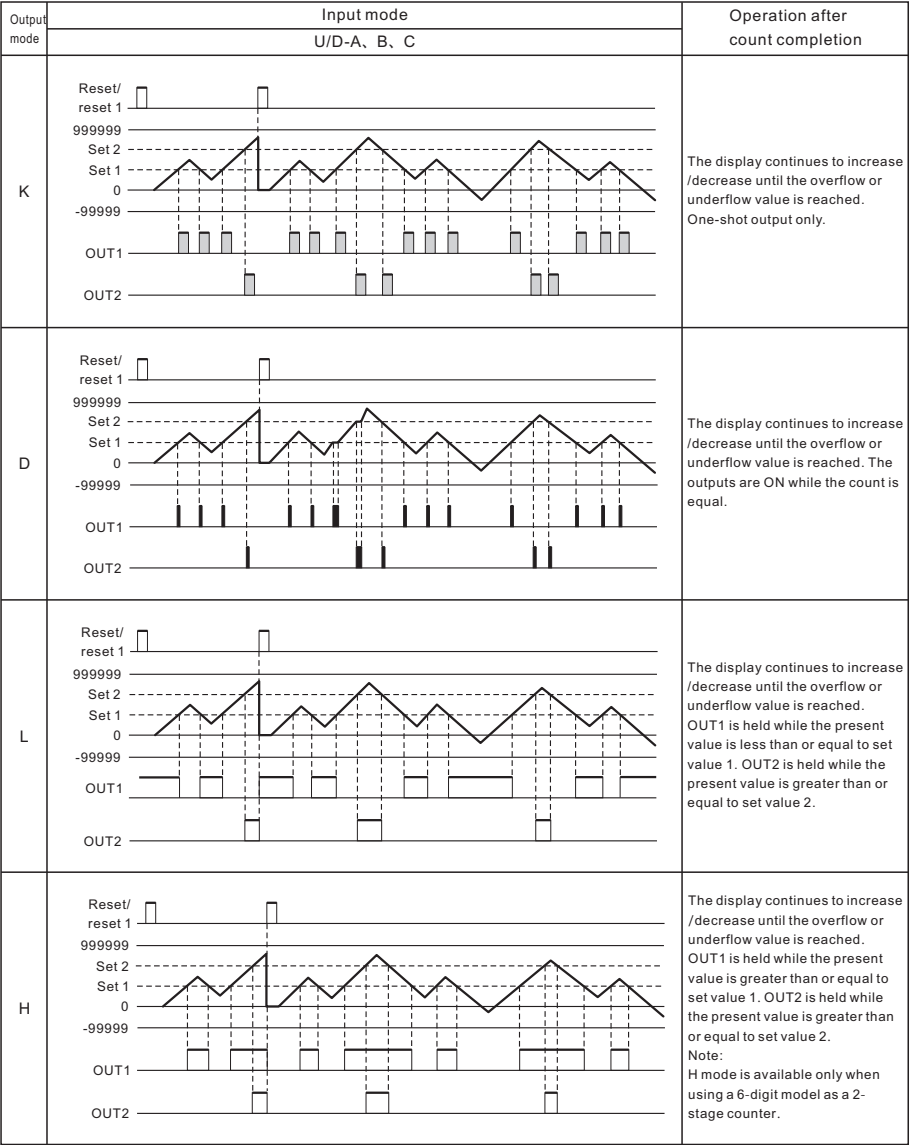 Output
mode
Input mode
U/D-A、B、C
Operation after
count completion
K
Reset/
reset 1
999999
Set 2
Set 1
0
-99999
OUT1
OUT2
The display continues to increase
/decrease until the overflow or
underflow value is reached.
One-shot output only.
D
Reset/
reset 1
999999
Set 2
Set 1
0
-99999
OUT1
OUT2
The display continues to increase
/decrease until the overflow or
underflow value is reached. The
outputs are ON while the count is
equal.
L
Reset/
reset 1
999999
Set 2
Set 1
0
-99999
OUT1
OUT2
The display continues to increase
/decrease until the overflow or
underflow value is reached.
OUT1 is held while the present
value is less than or equal to set
value 1. OUT2 is held while the
present value is greater than or
equal to set value 2.
H
Reset/
reset 1
999999
Set 2
Set 1
0
-99999
OUT1
OUT2
The display continues to increase
/decrease until the overflow or
underflow value is reached.
OUT1 is held while the present
value is greater than or equal to
set value 1. OUT2 is held while
the present value is greater than
or equal to set value 2.
Note:
H mode is available only when
using a 6-digit model as a 2-
stage counter.